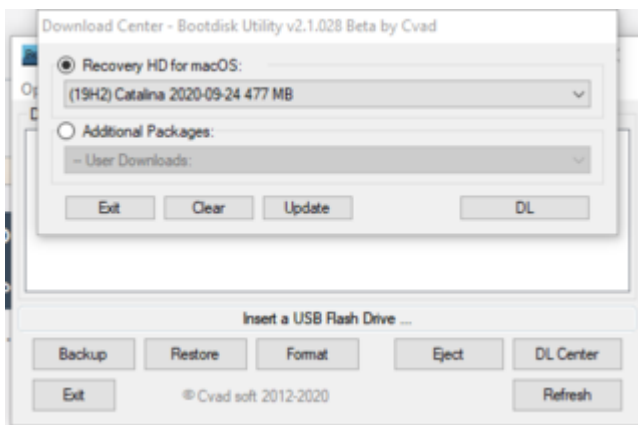 Download Center - Bootdisk Utility v2.1.028 Beta by Cvad
Recovery HD for macOS:
(19H2) Catalina 2020-09-24 477 MB
Additional Packages:
-- User Downloads:
Exit Clear Update DL
Insert a USB Flash Drive ...
Backup Restore Format Eject DL Center
Exit © Cvad soft 2012-2020 Refresh